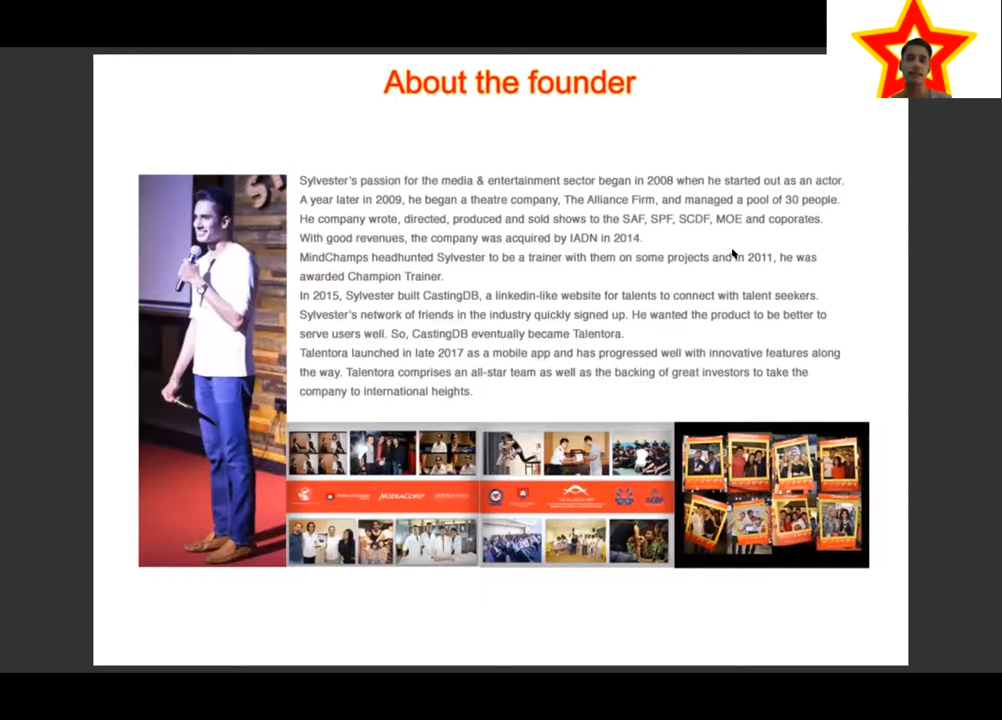 About the founder
Sylvester's passion for the media & entertainment sector began in 2008 when he started out as an actor.
A year later in 2009, he began a theatre company, The Alliance Firm, and managed a pool of 30 people.
He company wrote, directed, produced and sold shows to the SAF, SPF, SCDF, MOE and coporates.
With good revenues, the company was acquired by IADN in 2014.
MindChamps headhunted Sylvester to be a trainer with them on some projects and in 2011, he was
awarded Champion Trainer.
In 2015, Sylvester built CastingDB, a linkedin-like website for talents to connect with talent seekers.
Sylvester's network of friends in the industry quickly signed up. He wanted the product to be better to
serve users well. So, CastingDB eventually became Talentora.
Talentora launched in late 2017 as a mobile app and has progressed well with innovative features along
the way. Talentora comprises an all-star team as well as the backing of great investors to take the
company to international heights.
MEDIACORP